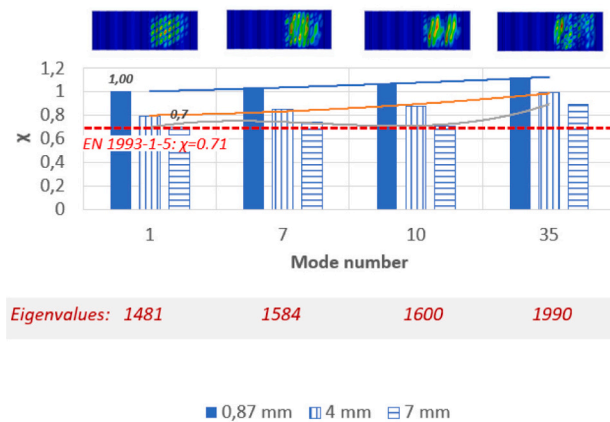 1,2
1
0,8
0,6
0,4
0,2
0
χ
1,00
0,7
EN 1993-1-5: χ=0.71
1 7 10 35
Mode number
Eigenvalues: 1481 1584 1600 1990
0,87 mm 4 mm 7 mm